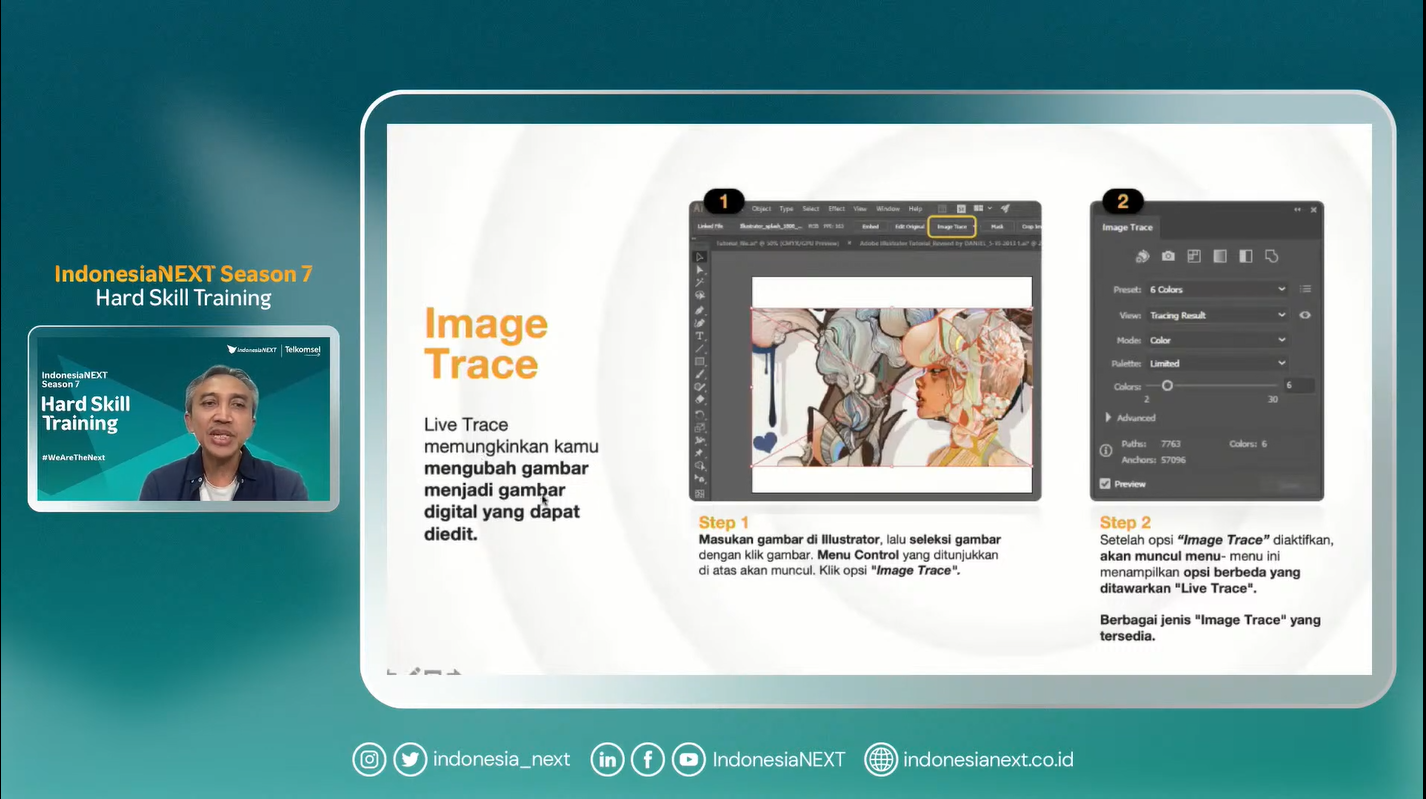 IndonesiaNEXT Season 7
Hard Skill Training
IndonesiaNEXT | Telkomsel
IndonesiaNEXT
Season 7
Hard Skill
Training
#WeAreTheNext
Image
Trace
Live Trace
memungkinkan kamu
mengubah gambar
menjadi gambar
digital yang dapat
diedit.
1
Object Type Select Effect View Window Help
Linked File Illustrator_splash_1000_... RGB PPI: Embed Edit Original Image Trace Mask Crop Im
Step 1
Masukan gambar di Illustrator, lalu seleksi gambar
dengan klik gambar. Menu Control yang ditunjukkan
di atas akan muncul. Klik opsi "Image Trace".
2
Image Trace
Preset: 6 Colors
View: Tracing Result
Mode: Color
Palette: Limited
Colors: 6
2 30
Advanced
Paths: 7763 Colors: 6
Anchors: 57096
Preview
Step 2
Setelah opsi “Image Trace” diaktifkan,
akan muncul menu- menu ini
menampilkan opsi berbeda yang
ditawarkan "Live Trace".
Berbagai jenis "Image Trace" yang
tersedia.
indonesia_next IndonesiaNEXT indonesianext.co.id